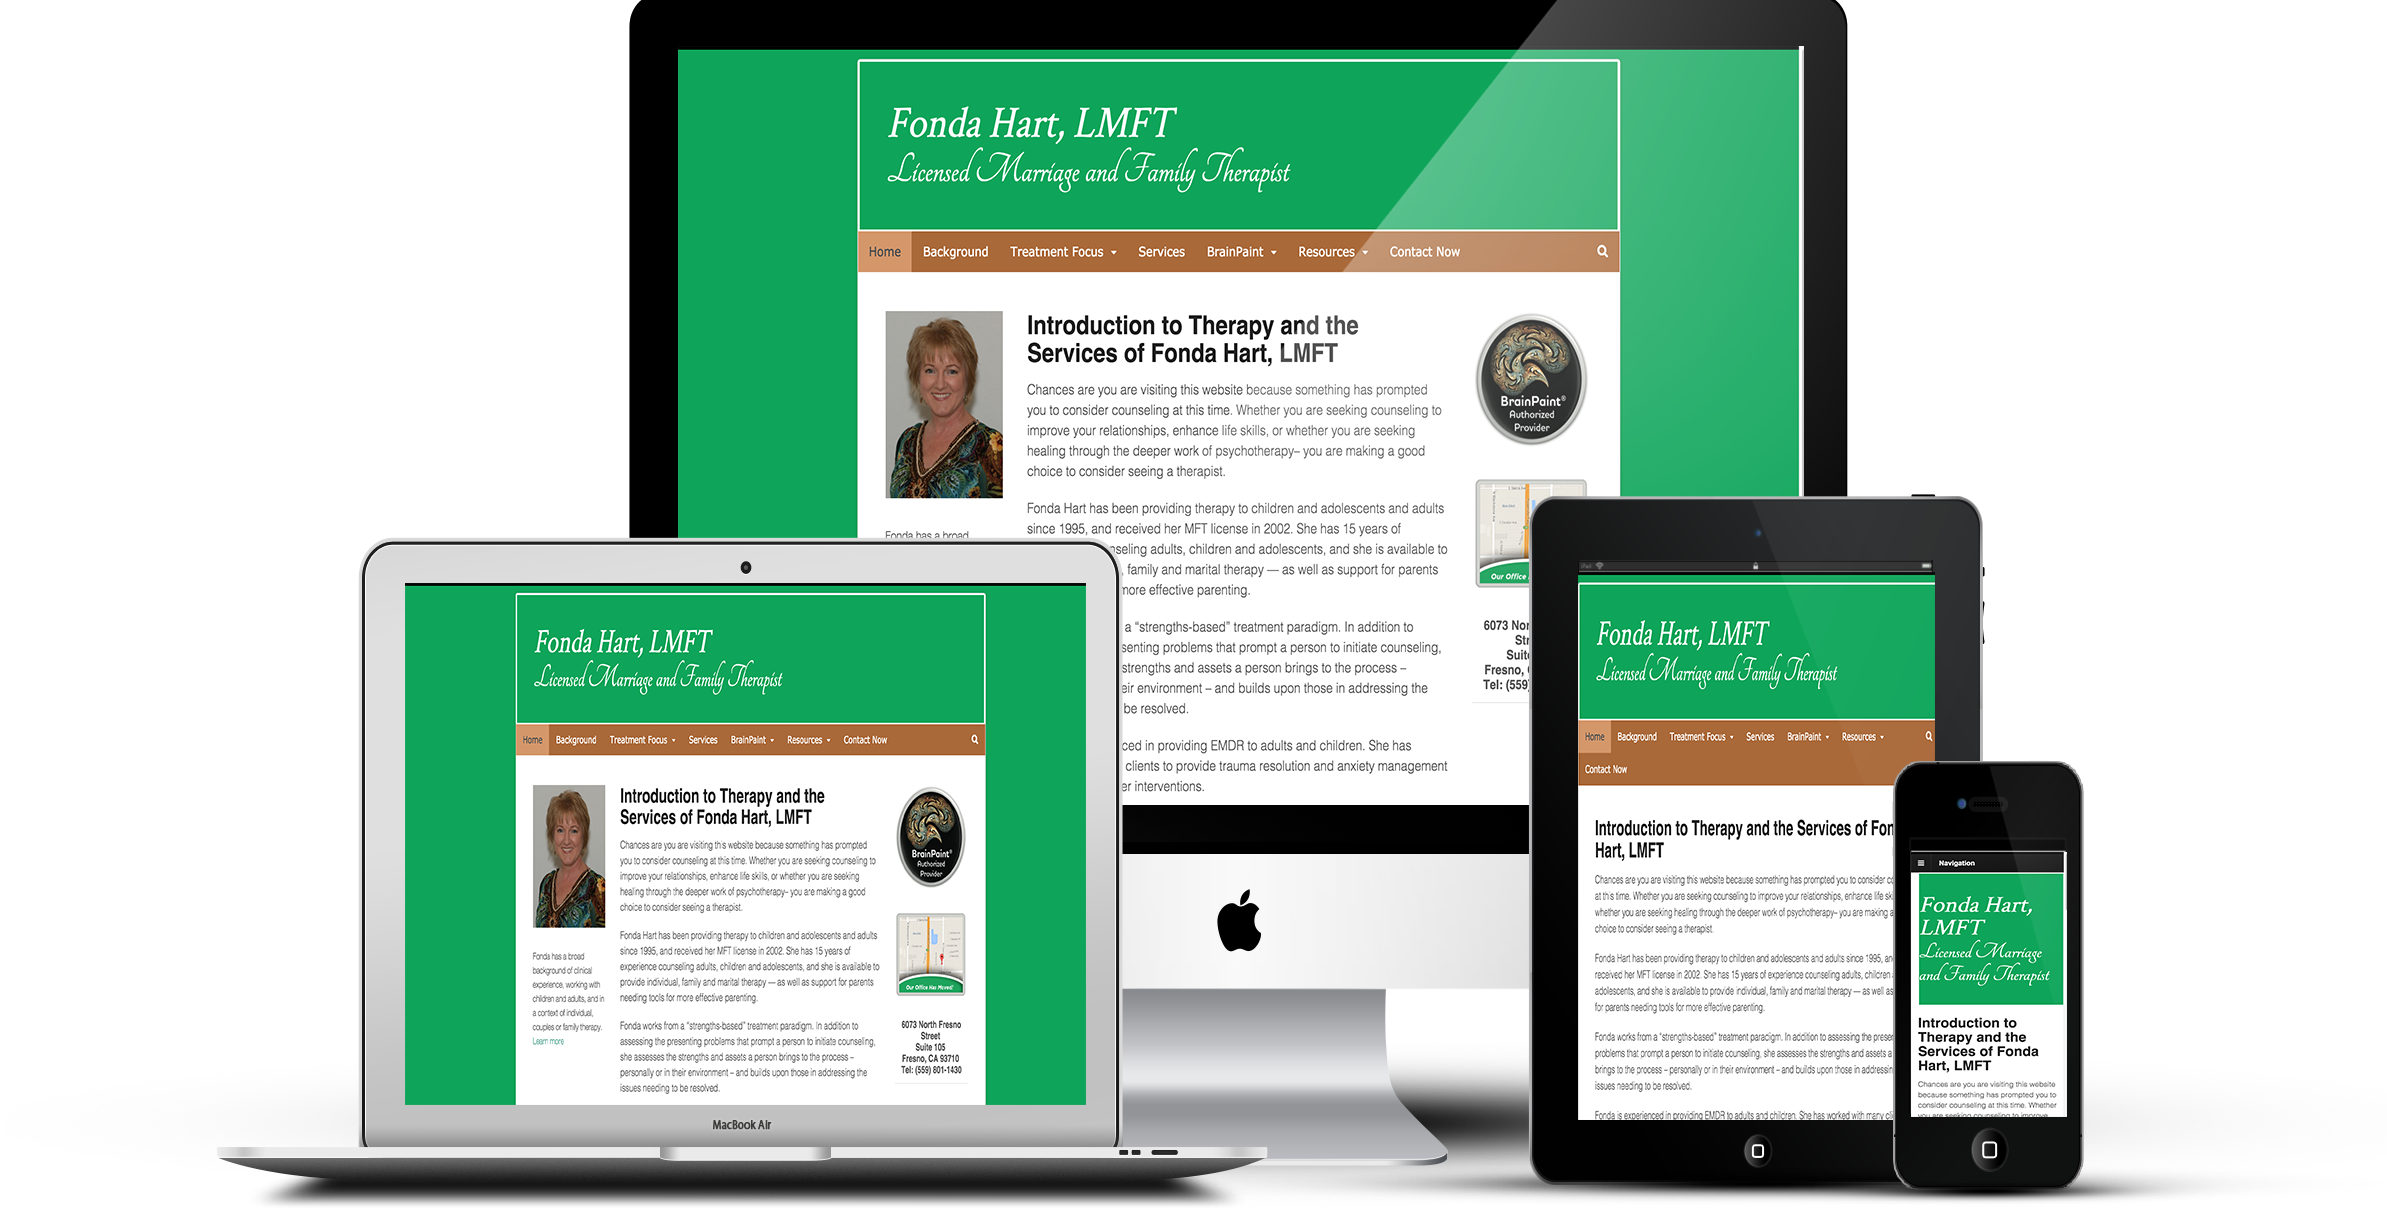 Fonda Hart, LMFT
Licensed Marriage and Family Therapist
Home Background Treatment Focus Services BrainPaint Resources Contact Now
Introduction to Therapy and the
Services of Fonda Hart, LMFT
Chances are you are visiting this website because something has prompted
you to consider counseling at this time. Whether you are seeking counseling to
improve your relationships, enhance life skills, or whether you are seeking
healing through the deeper work of psychotherapy– you are making a good
choice to consider seeing a therapist.
Fonda Hart has been providing therapy to children and adolescents and adults
since 1995, and received her MFT license in 2002. She has 15 years of
nseling adults, children and adolescents, and she is available to
, family and marital therapy — as well as support for parents
more effective parenting.
a “strengths-based” treatment paradigm. In addition to
senting problems that prompt a person to initiate counseling,
strengths and assets a person brings to the process –
eir environment – and builds upon those in addressing the
be resolved.
ced in providing EMDR to adults and children. She has
clients to provide trauma resolution and anxiety management
er interventions.
Fonda has a broad
BrainPaint®
Authorized
Provider
Our Office
6073 Nor
Str
Suit
Fresno,
Tel: (559)
Fonda Hart, LMFT
Licensed Marriage and Family Therapist
Home Background Treatment Focus Services BrainPaint Resources Contact Now
Fonda has a broad
background of clinical
experience, working with
children and adults, and in
a context of individual,
couples or family therapy.
Learn more
Introduction to Therapy and the
Services of Fonda Hart, LMFT
Chances are you are visiting this website because something has prompted
you to consider counseling at this time. Whether you are seeking counseling to
improve your relationships, enhance life skills, or whether you are seeking
healing through the deeper work of psychotherapy– you are making a good
choice to consider seeing a therapist.
Fonda Hart has been providing therapy to children and adolescents and adults
since 1995, and received her MFT license in 2002. She has 15 years of
experience counseling adults, children and adolescents, and she is available to
provide individual, family and marital therapy — as well as support for parents
needing tools for more effective parenting.
Fonda works from a “strengths-based” treatment paradigm. In addition to
assessing the presenting problems that prompt a person to initiate counseling,
she assesses the strengths and assets a person brings to the process –
personally or in their environment – and builds upon those in addressing the
issues needing to be resolved.
BrainPaint®
Authorized
Provider
Our Office Has Moved!
6073 North Fresno
Street
Suite 105
Fresno, CA 93710
Tel: (559) 801-1430
MacBook Air
iPad
Fonda Hart, LMFT
Licensed Marriage and Family Therapist
Home Background Treatment Focus Services BrainPaint Resources
Contact Now
Introduction to Therapy and the Services of Fon
Hart, LMFT
Chances are you are visiting this website because something has prompted you to consider co
at this time. Whether you are seeking counseling to improve your relationships, enhance life ski
whether you are seeking healing through the deeper work of psychotherapy– you are making a
choice to consider seeing a therapist.
Fonda Hart has been providing therapy to children and adolescents and adults since 1995, an
received her MFT license in 2002. She has 15 years of experience counseling adults, children
adolescents, and she is available to provide individual, family and marital therapy — as well as
for parents needing tools for more effective parenting.
Fonda works from a “strengths-based” treatment paradigm. In addition to assessing the presen
problems that prompt a person to initiate counseling, she assesses the strengths and assets a
brings to the process – personally or in their environment – and builds upon those in addressin
issues needing to be resolved.
Fonda is experienced in providing EMDR to adults and children. She has worked with many cli
Navigation
Fonda Hart,
LMFT
Licensed Marriage
and Family Therapist
Introduction to
Therapy and the
Services of Fonda
Hart, LMFT
Chances are you are visiting this website
because something has prompted you to
consider counseling at this time. Whether
you are seeking counseling to improve